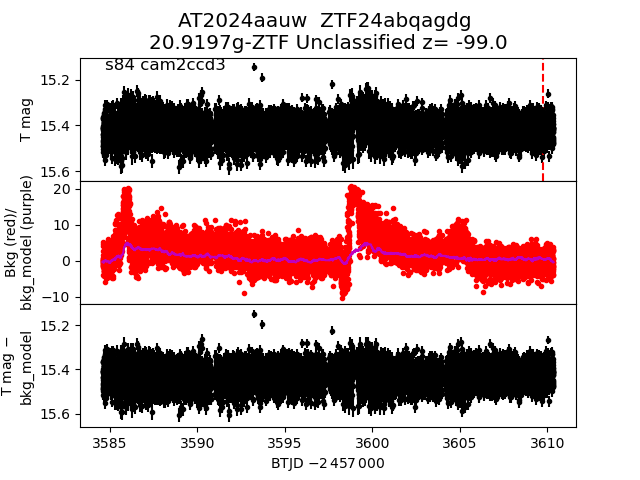 AT2024aauw ZTF24abqagdg
20.9197g-ZTF Unclassified z= -99.0
s84 cam2ccd3
T mag
15.2
15.4
15.6
Bkg (red)/
bkg_model (purple)
20
10
0
−10
T mag −
bkg_model
15.2
15.4
15.6
3585 3590 3595 3600 3605 3610
BTJD −2 457 000